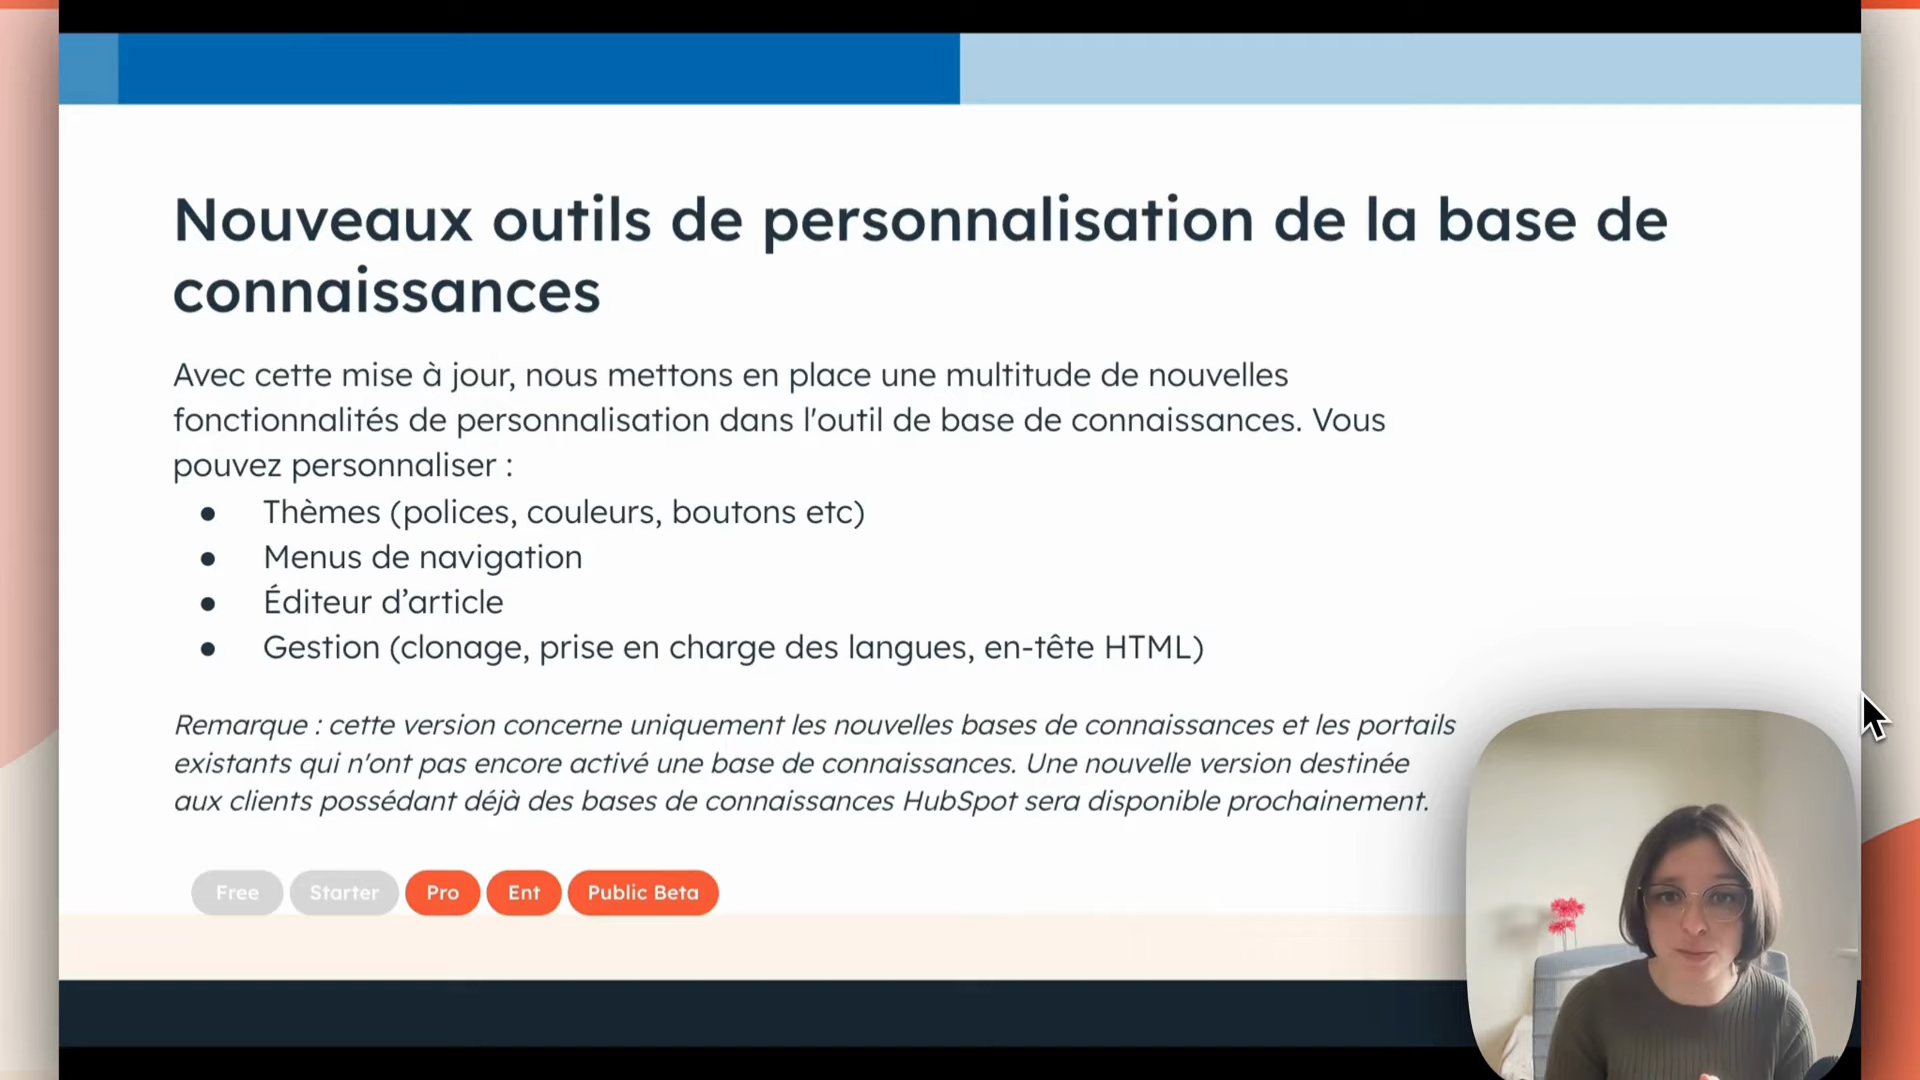 Nouveaux outils de personnalisation de la base de
connaissances
Avec cette mise à jour, nous mettons en place une multitude de nouvelles
fonctionnalités de personnalisation dans l'outil de base de connaissances. Vous
pouvez personnaliser :
● Thèmes (polices, couleurs, boutons etc)
● Menus de navigation
● Éditeur d’article
● Gestion (clonage, prise en charge des langues, en-tête HTML)
Remarque : cette version concerne uniquement les nouvelles bases de connaissances et les portails
existants qui n'ont pas encore activé une base de connaissances. Une nouvelle version destinée
aux clients possédant déjà des bases de connaissances HubSpot sera disponible prochainement.
Free Starter Pro Ent Public Beta